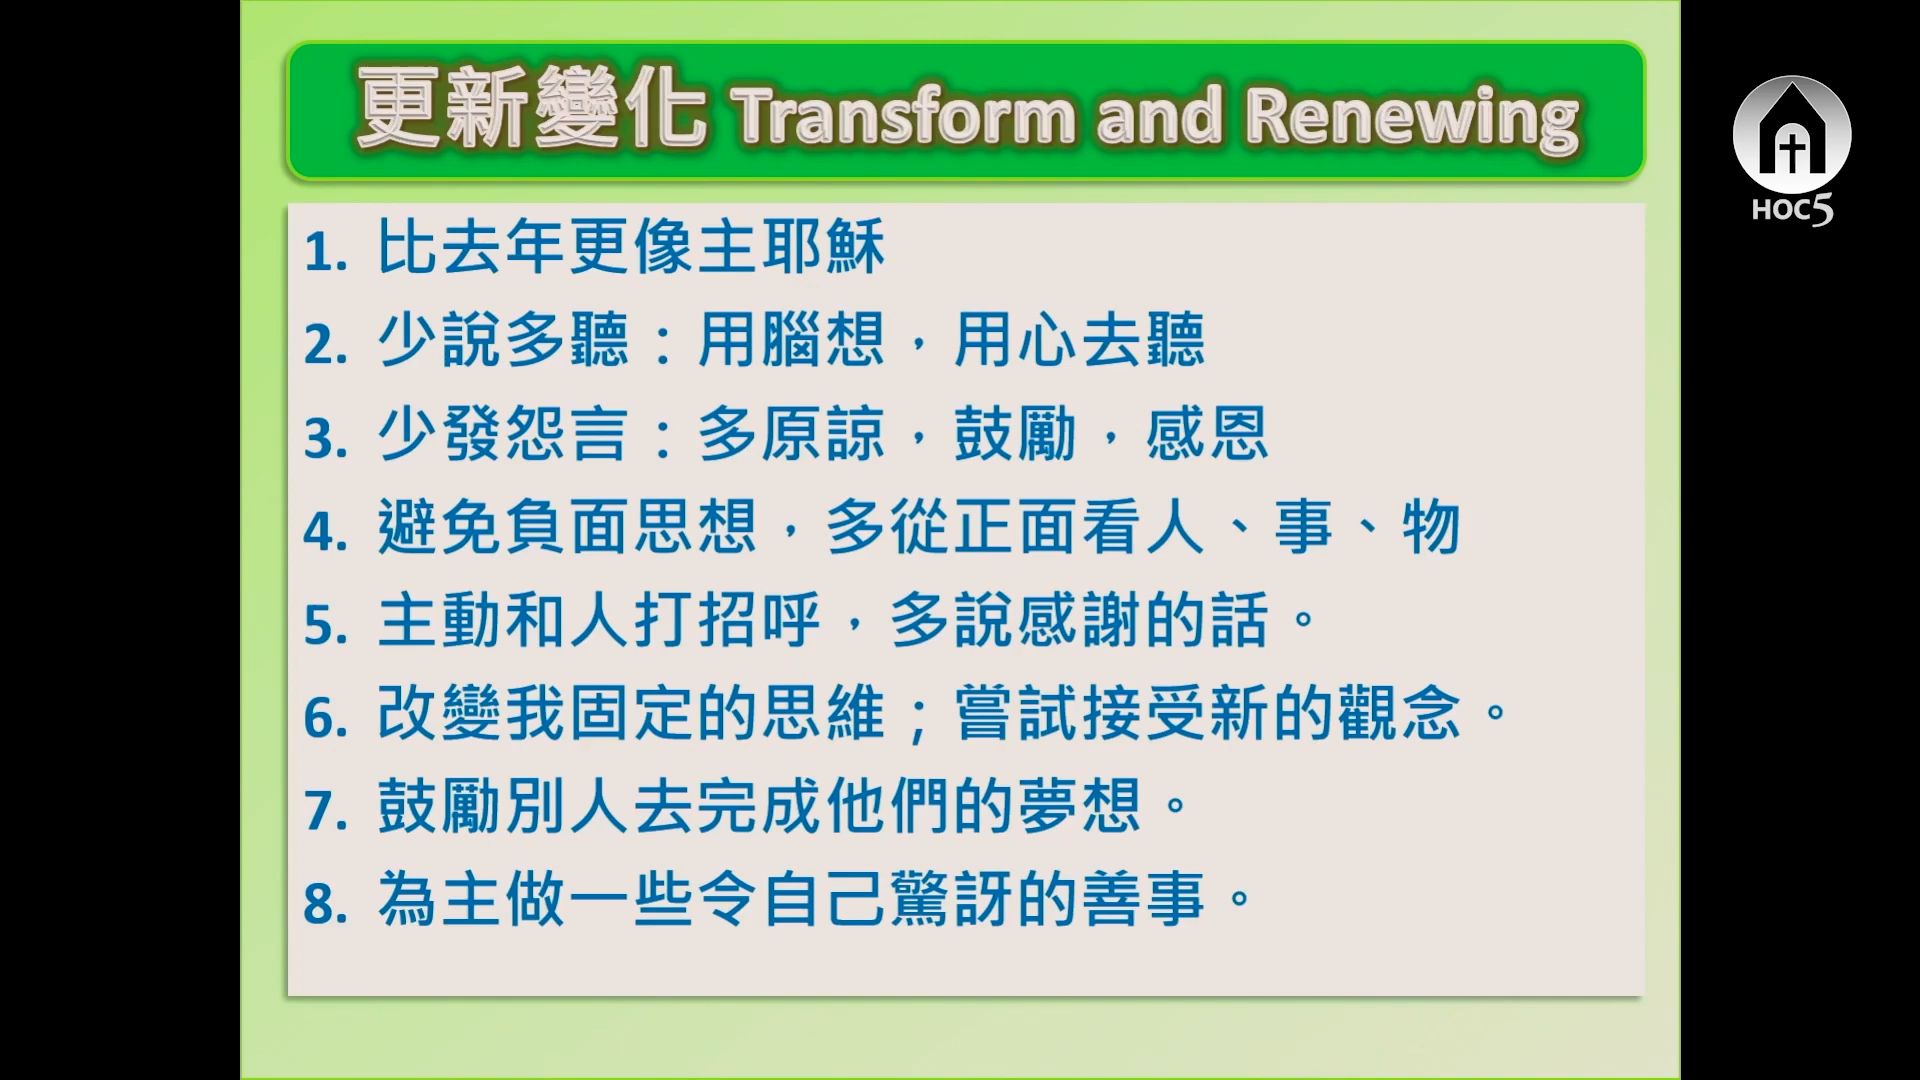 更新變化 Transform and Renewing
HOC5
1. 比去年更像主耶穌
2. 少說多聽：用腦想，用心去聽
3. 少發怨言：多原諒，鼓勵，感恩
4. 避免負面思想，多從正面看人、事、物
5. 主動和人打招呼，多說感謝的話。
6. 改變我固定的思維；嘗試接受新的觀念。
7. 鼓勵別人去完成他們的夢想。
8. 為主做一些令自己驚訝的善事。